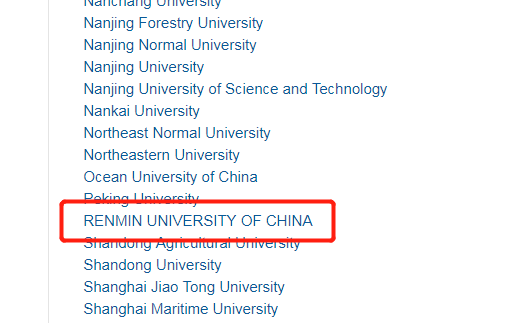 Nanchang University
Nanjing Forestry University
Nanjing Normal University
Nanjing University
Nanjing University of Science and Technology
Nankai University
Northeast Normal University
Northeastern University
Ocean University of China
Peking University
RENMIN UNIVERSITY OF CHINA
Shandong Agricultural University
Shandong University
Shanghai Jiao Tong University
Shanghai Maritime University